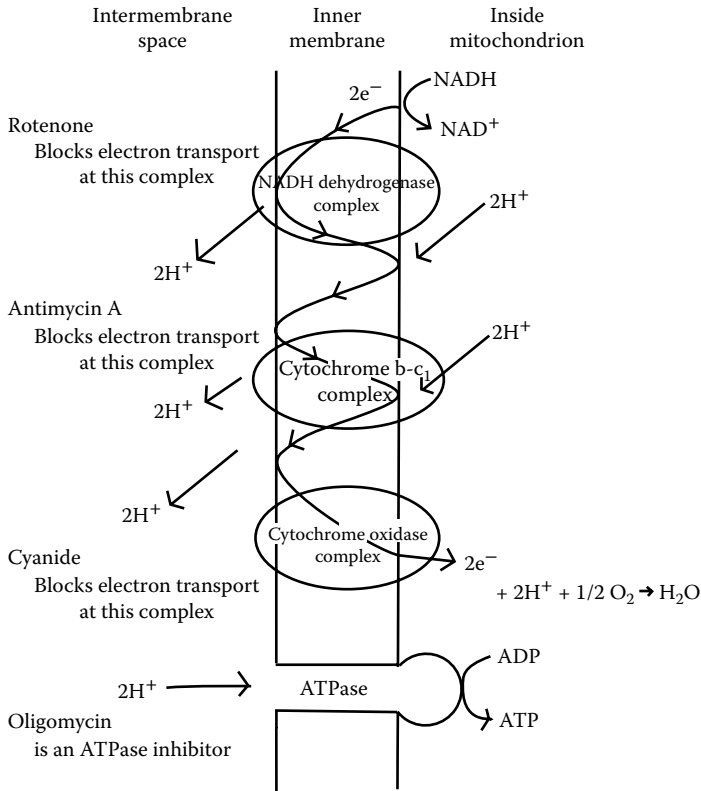 Intermembrane
space
Inner
membrane
Inside
mitochondrion
2e⁻
NADH
NAD⁺
Rotenone
Blocks electron transport
at this complex
NADH dehydrogenase
complex
2H⁺
2H⁺
Antimycin A
Blocks electron transport
at this complex
2H⁺
Cytochrome b-c₁
complex
2H⁺
2H⁺
Cytochrome oxidase
complex
Cyanide
Blocks electron transport
at this complex
2e⁻
+ 2H⁺ + 1/2 O₂ → H₂O
ADP
2H⁺
ATPase
ATP
Oligomycin
is an ATPase inhibitor